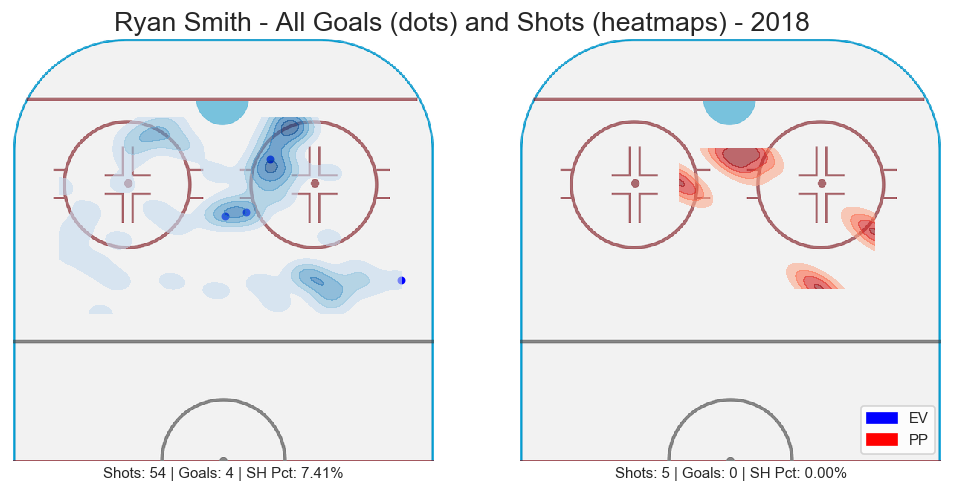 Ryan Smith - All Goals (dots) and Shots (heatmaps) - 2018
EV
PP
Shots: 54 | Goals: 4 | SH Pct: 7.41%
Shots: 5 | Goals: 0 | SH Pct: 0.00%